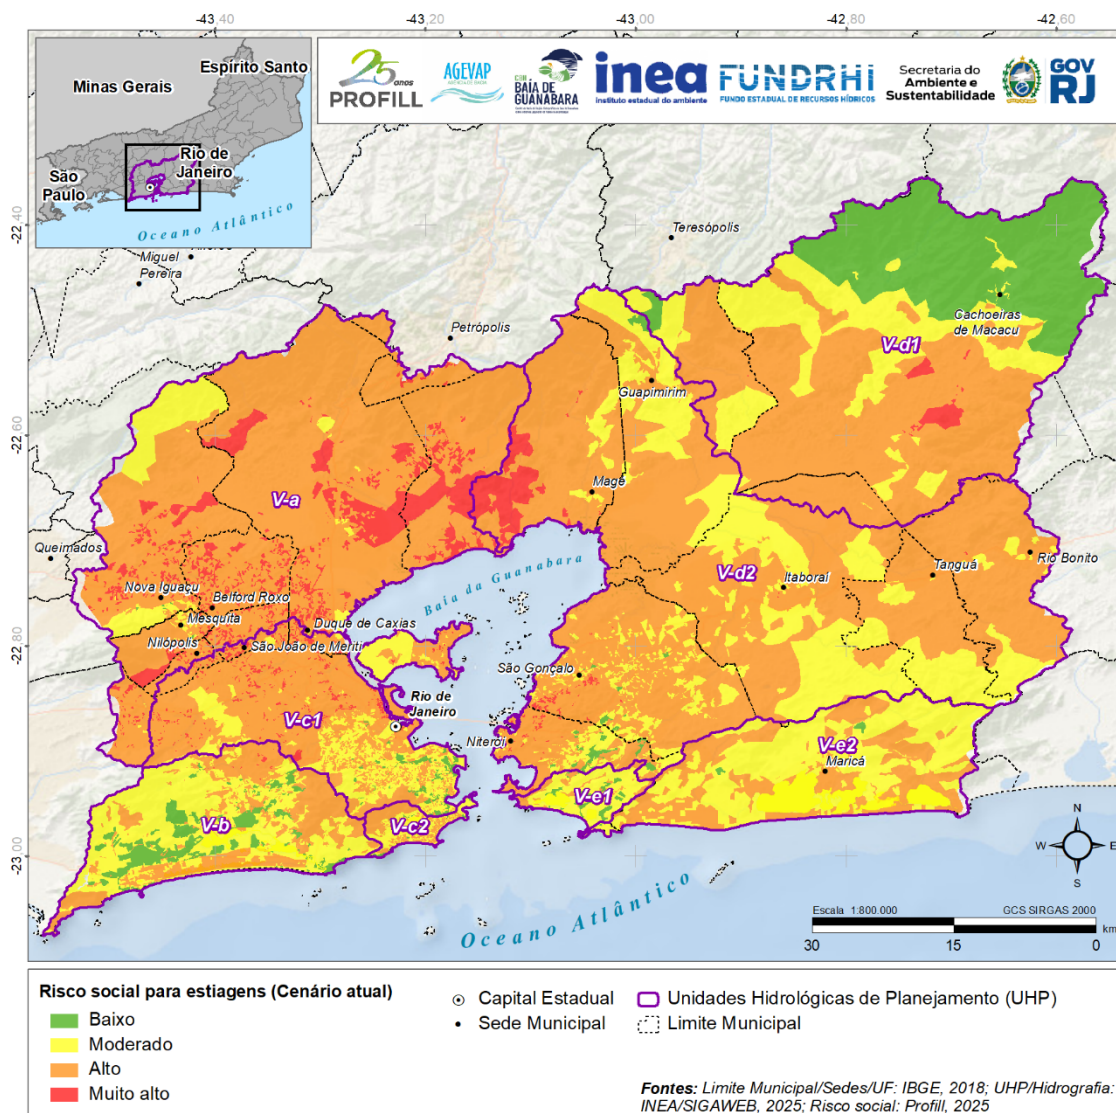 -43,40
-43,20
-43,00
-42,80
-42,60
Minas Gerais
Espírito Santo
Rio de
Janeiro
São
Paulo
Oceano Atlântico
25
anos
PROFILL
AGEVAP
CBH
BAÍA DE
GUANABARA
inea
instituto estadual do ambiente
FUNDRHI
FUNDO ESTADUAL DE RECURSOS HÍDRICOS
Secretaria do
Ambiente e
Sustentabilidade
GOV
RJ
-22,40
-22,60
-22,80
-23,00
Miguel
Pereira
Teresópolis
Petrópolis
Cachoeiras
de Macacu
V-d1
Guapimirim
V-a
Magé
Queimados
Nova Iguaçu
Belford Roxo
Mesquita
Nilópolis
São João de Meriti
Duque de Caxias
Baía da Guanabara
V-d2
Itaboraí
Tanguá
Rio Bonito
São Gonçalo
Rio de
Janeiro
V-c1
Niterói
V-e2
Maricá
V-e1
V-b
V-c2
Oceano Atlântico
N
W
E
S
Escala 1:800.000
GCS SIRGAS 2000
km
30
15
0
Risco social para estiagens (Cenário atual)
Baixo
Moderado
Alto
Muito alto
Capital Estadual
Sede Municipal
Unidades Hidrológicas de Planejamento (UHP)
Limite Municipal
Fontes: Limite Municipal/Sedes/UF: IBGE, 2018; UHP/Hidrografia:
INEA/SIGAWEB, 2025; Risco social: Profill, 2025